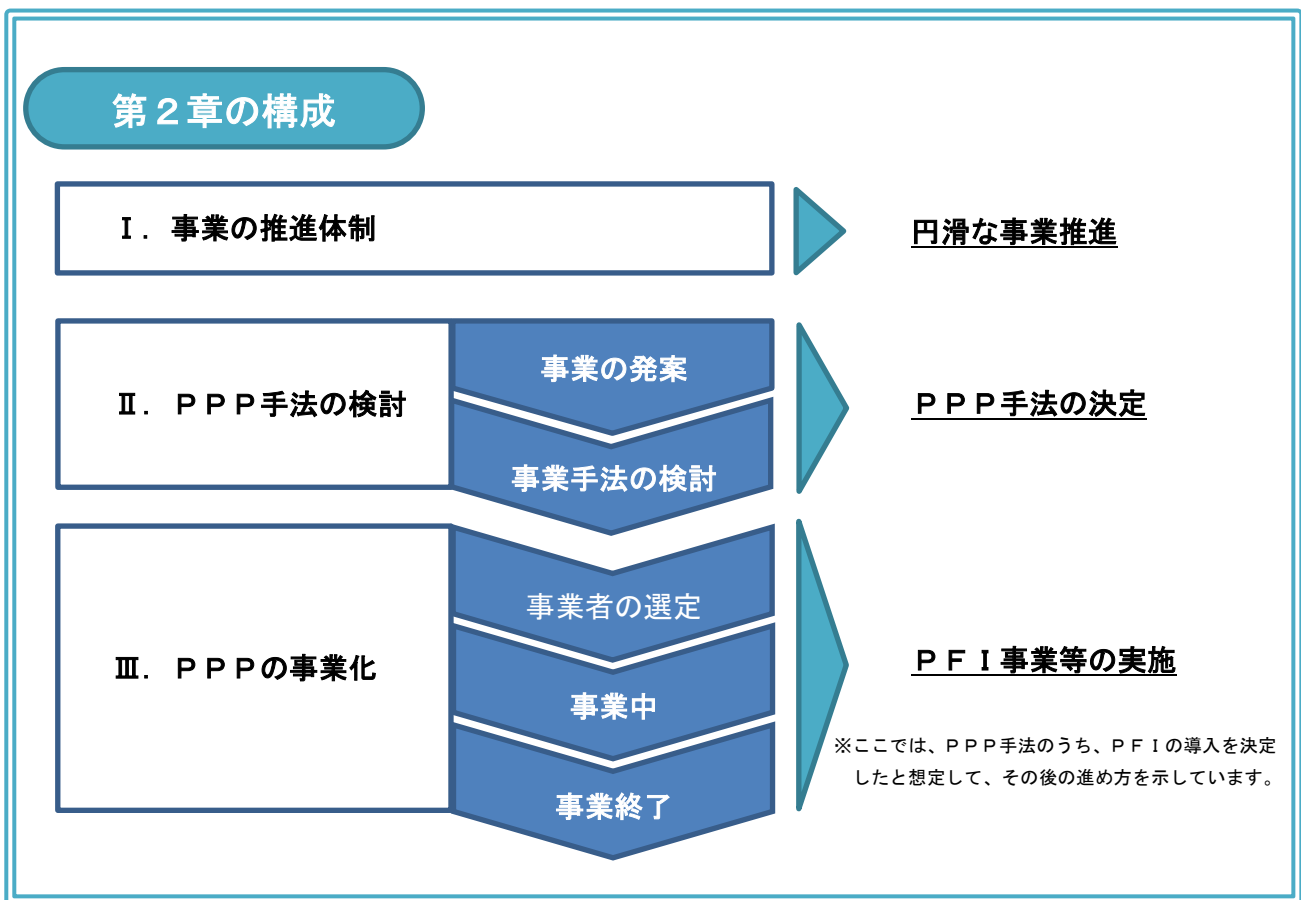 第２章の構成
Ⅰ．事業の推進体制
円滑な事業推進
Ⅱ．ＰＰＰ手法の検討
事業の発案
事業手法の検討
ＰＰＰ手法の決定
Ⅲ．ＰＰＰの事業化
事業者の選定
事業中
事業終了
ＰＦＩ事業等の実施
※ここでは、ＰＰＰ手法のうち、ＰＦＩの導入を決定
したと想定して、その後の進め方を示しています。